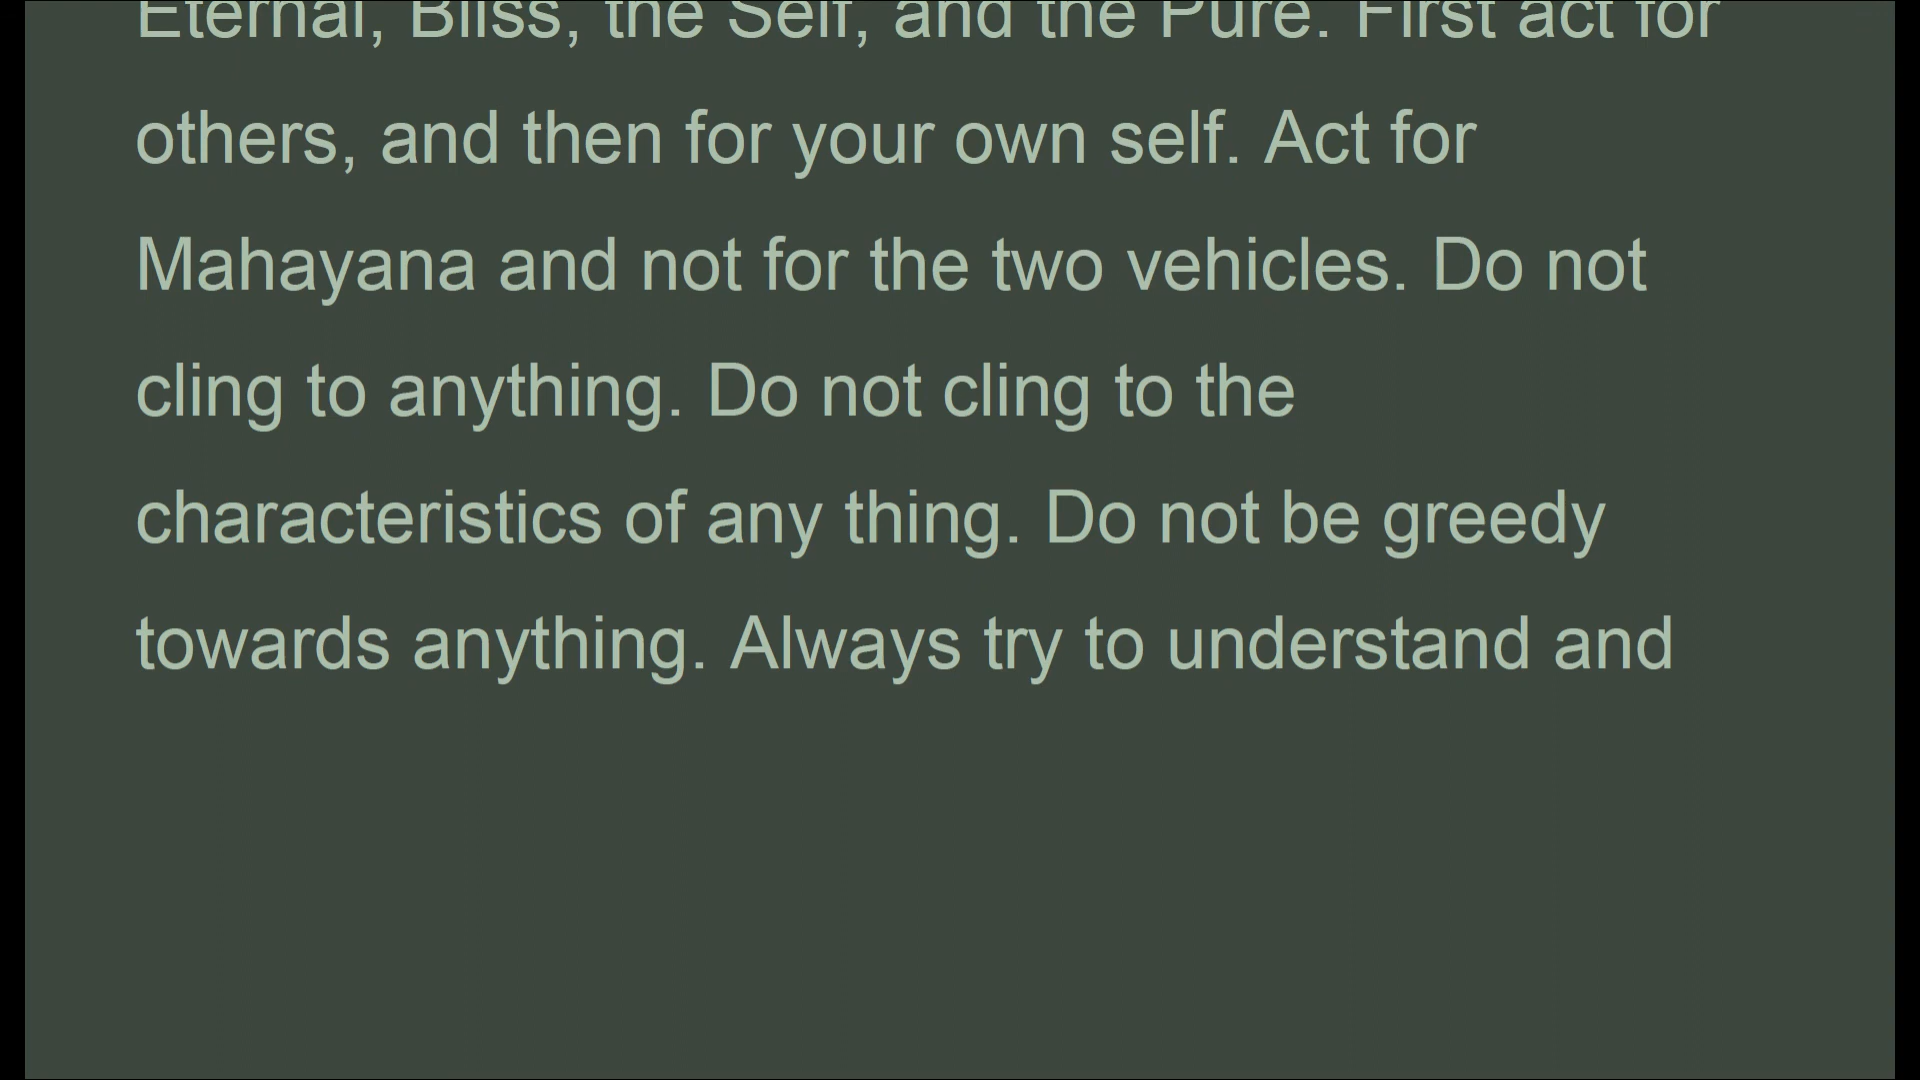 Eternal, Bliss, the Self, and the Pure. First act for
others, and then for your own self. Act for
Mahayana and not for the two vehicles. Do not
cling to anything. Do not cling to the
characteristics of any thing. Do not be greedy
towards anything. Always try to understand and